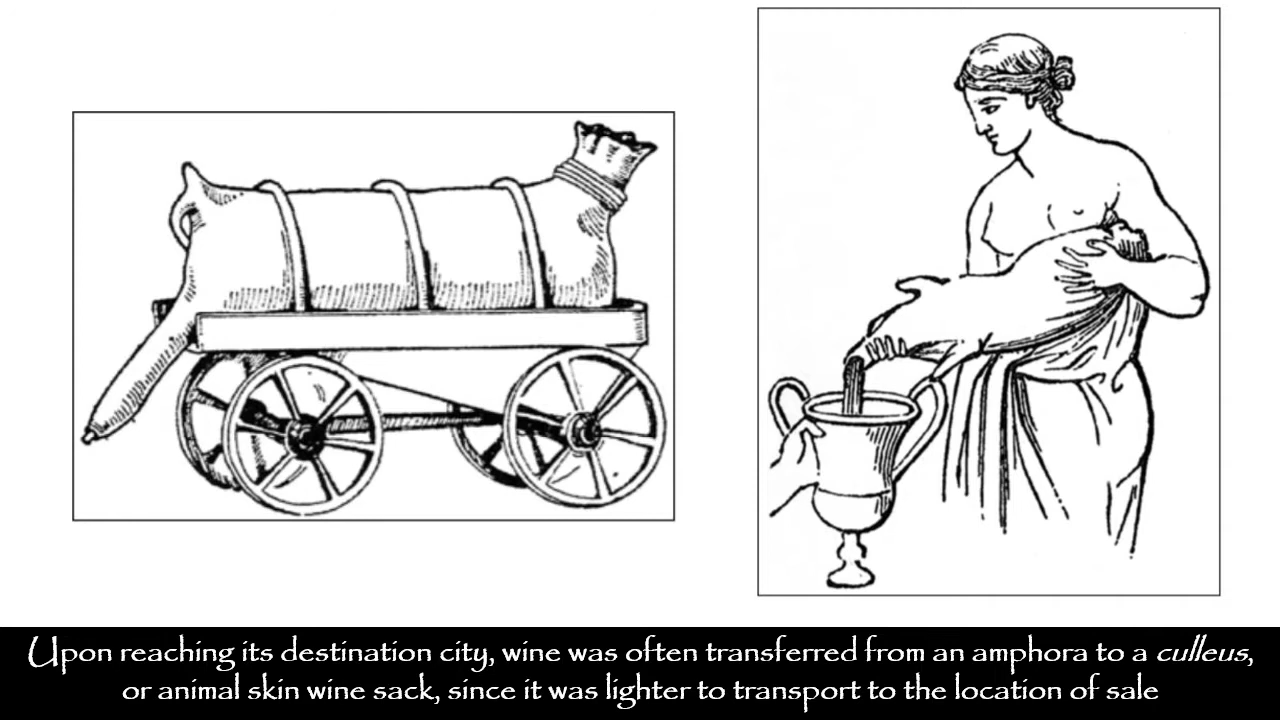 Upon reaching its destination city, wine was often transferred from an amphora to a culleus,
or animal skin wine sack, since it was lighter to transport to the location of sale